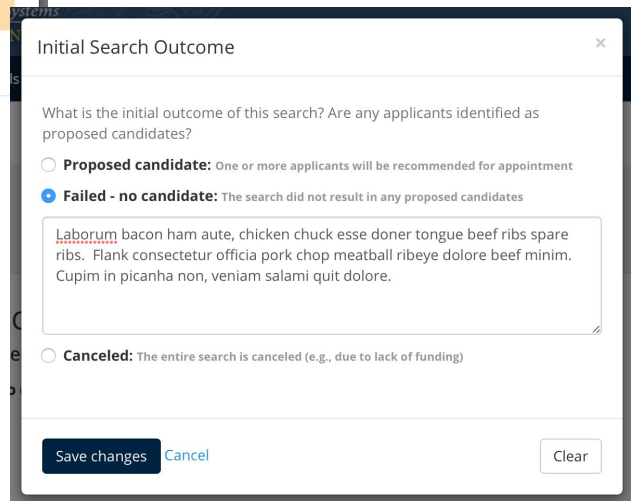 ystems
Initial Search Outcome
×
What is the initial outcome of this search? Are any applicants identified as
proposed candidates?
Proposed candidate: One or more applicants will be recommended for appointment
Failed - no candidate: The search did not result in any proposed candidates
Laborum bacon ham aute, chicken chuck esse doner tongue beef ribs spare
ribs.  Flank consectetur officia pork chop meatball ribeye dolore beef minim.
Cupim in picanha non, veniam salami quit dolore.
Canceled: The entire search is canceled (e.g., due to lack of funding)
Save changes Cancel Clear